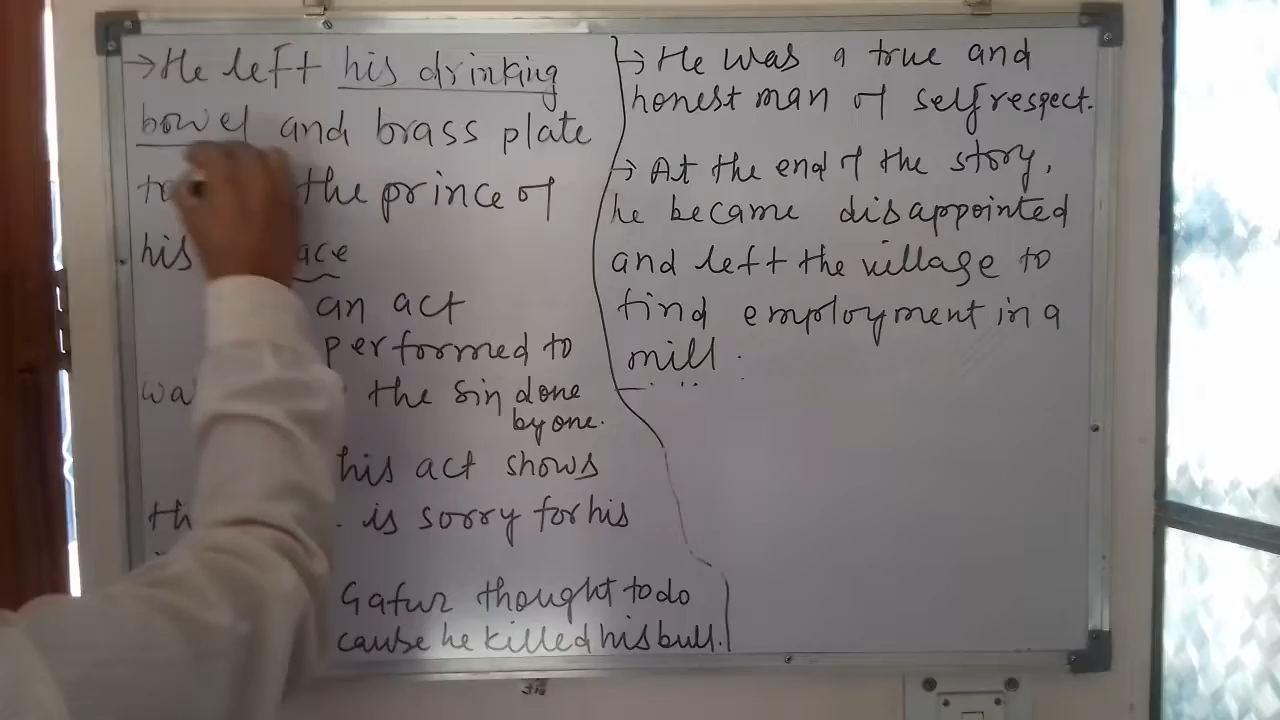 → He left his drinking
bowel and brass plate
the prince of
his
an act
performed to
the sin done
by one.
his act shows
is sorry for his
Gafur thought to do
cause he killed his bull.
→ He was a true and
honest man of self respect.
→ At the end of the story,
he became disappointed
and left the village to
find employment in a
mill.